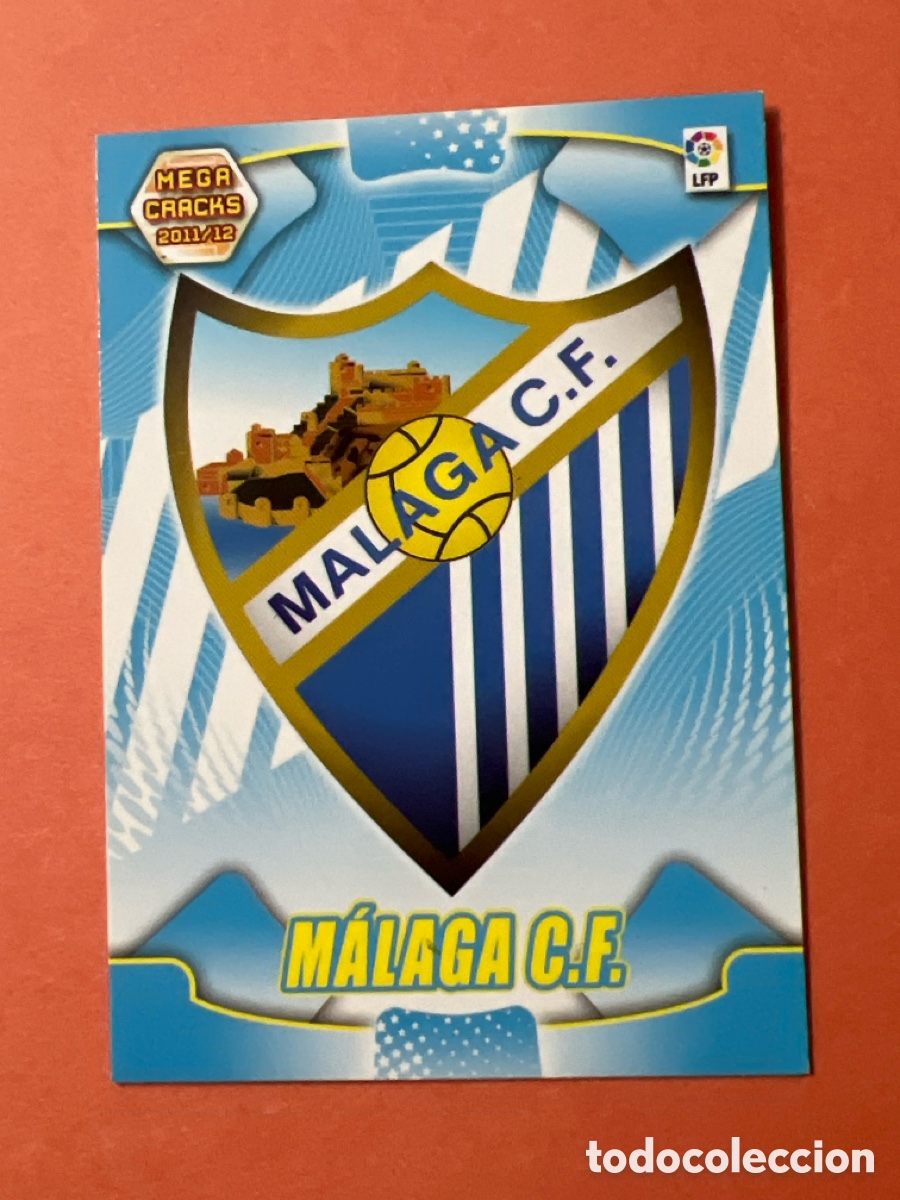 MEGA
CRACKS
2011/12
LFP
MALAGA C.F.
MÁLAGA C.F.
todocoleccion